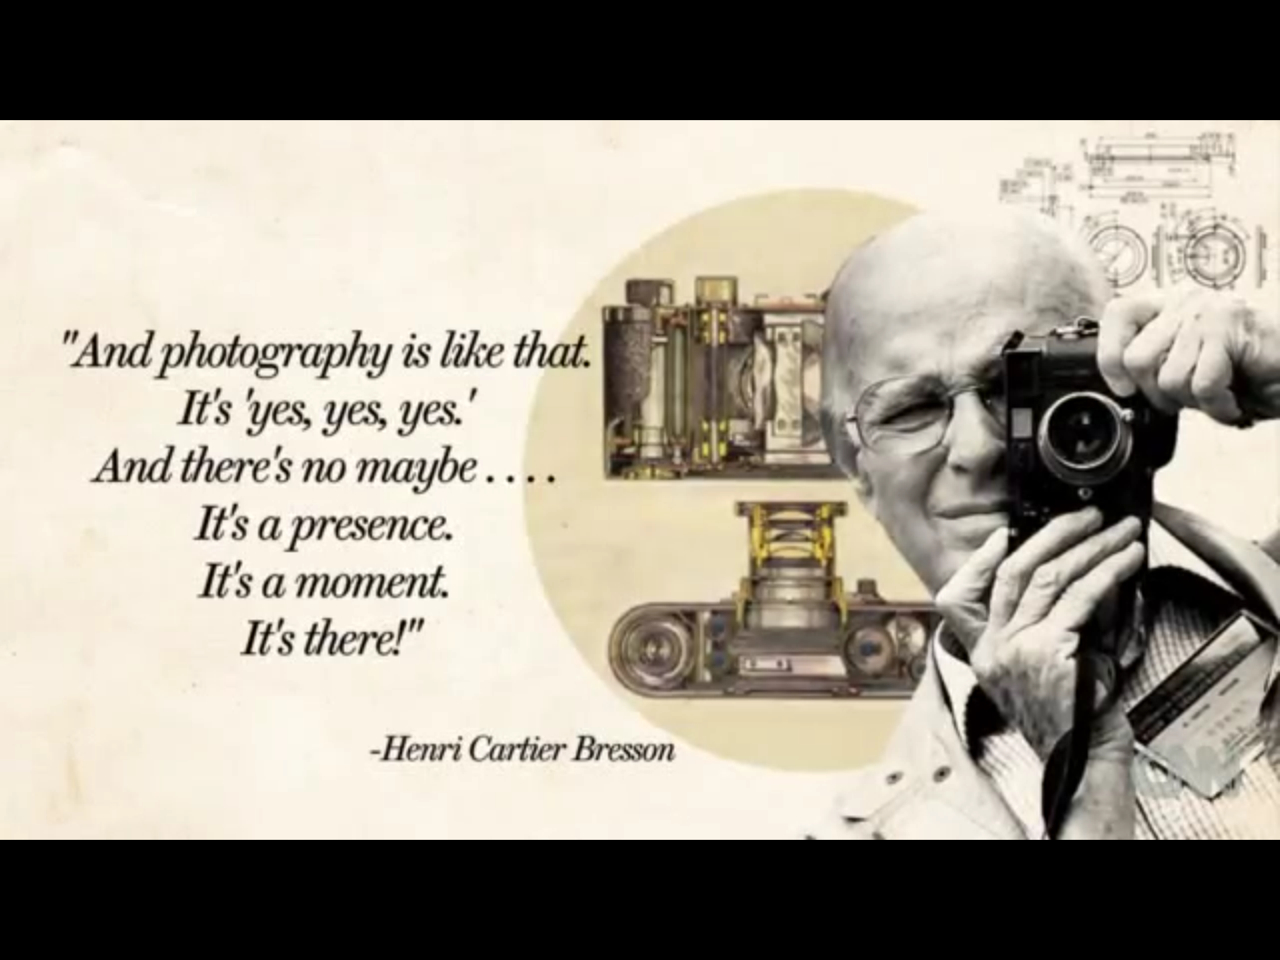 "And photography is like that.
It's 'yes, yes, yes.'
And there's no maybe . . . .
It's a presence.
It's a moment.
It's there!"
-Henri Cartier Bresson